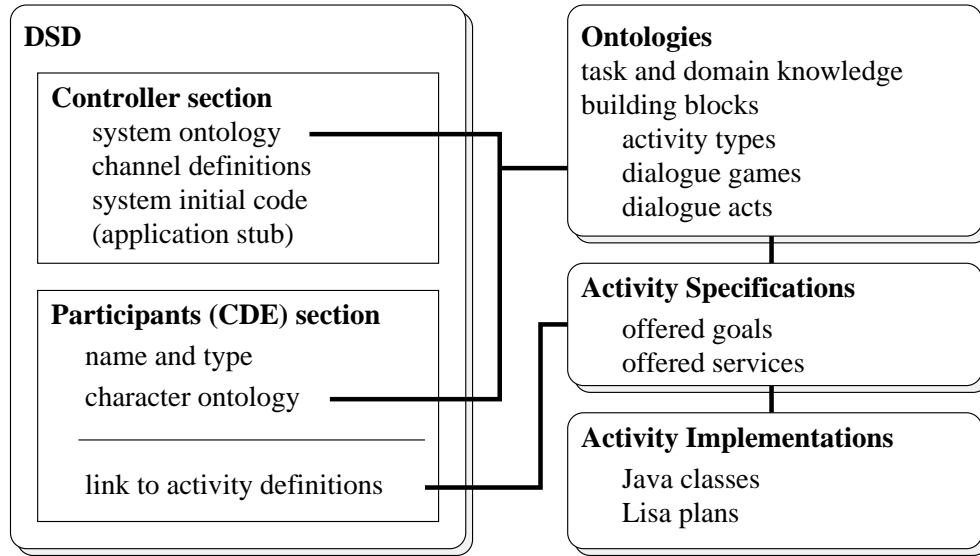 DSD
Controller section
system ontology
channel definitions
system initial code
(application stub)
Participants (CDE) section
name and type
character ontology
link to activity definitions
Ontologies
task and domain knowledge
building blocks
activity types
dialogue games
dialogue acts
Activity Specifications
offered goals
offered services
Activity Implementations
Java classes
Lisa plans